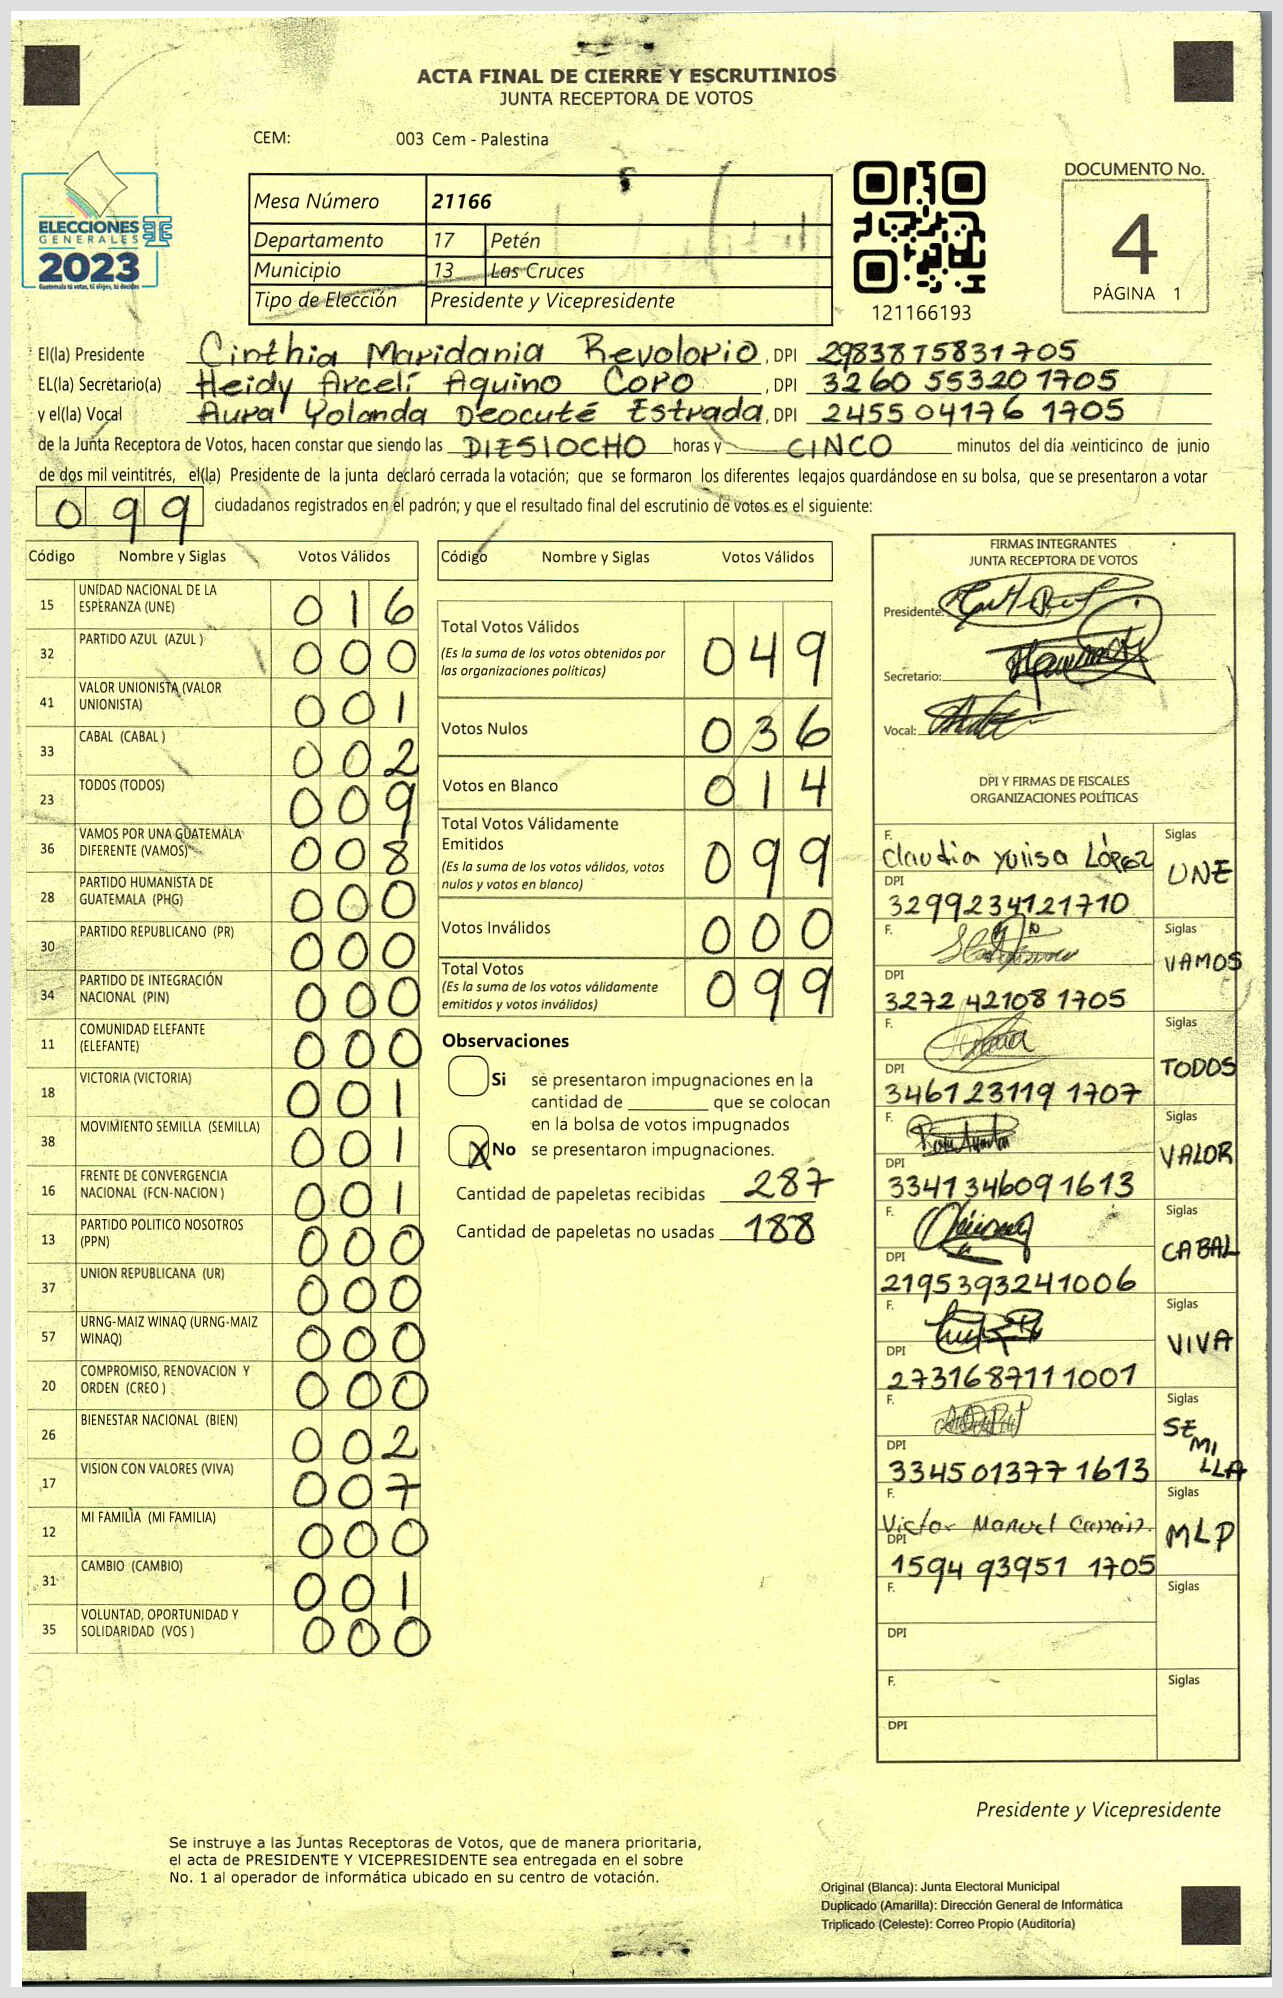 ACTA FINAL DE CIERRE Y ESCRUTINIOS
JUNTA RECEPTORA DE VOTOS
CEM: 003 Cem - Palestina
ELECCIONES
GENERALES
2023
Guatemala tú votas, tú eliges, tú decides
Mesa Número 21166
Departamento 17 Petén
Municipio 13 Las Cruces
Tipo de Elección Presidente y Vicepresidente
121166193
DOCUMENTO No.
4
PÁGINA 1
El(la) Presidente Cinthia Maridania Revolorio, DPI 2983875831705
EL(la) Secretario(a) Heidy Arcelí Aquino Coro, DPI 3260 55320 1705
y el(la) Vocal Aura Yolanda Deocuté Estrada, DPI 2455 04176 1705
de la Junta Receptora de Votos, hacen constar que siendo las DIESIOCHO horas y CINCO minutos del día veinticinco de junio
de dos mil veintitrés, el(la) Presidente de la junta declaró cerrada la votación; que se formaron los diferentes legajos guardándose en su bolsa, que se presentaron a votar
099 ciudadanos registrados en el padrón; y que el resultado final del escrutinio de votos es el siguiente:
Código Nombre y Siglas Votos Válidos
15 UNIDAD NACIONAL DE LA ESPERANZA (UNE) 016
32 PARTIDO AZUL (AZUL ) 000
41 VALOR UNIONISTA (VALOR UNIONISTA) 001
33 CABAL (CABAL ) 002
23 TODOS (TODOS) 009
36 VAMOS POR UNA GUATEMALA DIFERENTE (VAMOS) 008
28 PARTIDO HUMANISTA DE GUATEMALA (PHG) 000
30 PARTIDO REPUBLICANO (PR) 000
34 PARTIDO DE INTEGRACIÓN NACIONAL (PIN) 000
11 COMUNIDAD ELEFANTE (ELEFANTE) 000
18 VICTORIA (VICTORIA) 001
38 MOVIMIENTO SEMILLA (SEMILLA) 001
16 FRENTE DE CONVERGENCIA NACIONAL (FCN-NACION ) 001
13 PARTIDO POLITICO NOSOTROS (PPN) 000
37 UNION REPUBLICANA (UR) 000
57 URNG-MAIZ WINAQ (URNG-MAIZ WINAQ) 000
20 COMPROMISO, RENOVACION Y ORDEN (CREO ) 000
26 BIENESTAR NACIONAL (BIEN) 002
17 VISION CON VALORES (VIVA) 007
12 MI FAMILIA (MI FAMILIA) 000
31 CAMBIO (CAMBIO) 001
35 VOLUNTAD, OPORTUNIDAD Y SOLIDARIDAD (VOS ) 000
Código Nombre y Siglas Votos Válidos
Total Votos Válidos 049
(Es la suma de los votos obtenidos por
las organizaciones políticas)
Votos Nulos 036
Votos en Blanco 014
Total Votos Válidamente
Emitidos 099
(Es la suma de los votos válidos, votos
nulos y votos en blanco)
Votos Inválidos 000
Total Votos 099
(Es la suma de los votos válidamente
emitidos y votos inválidos)
Observaciones
Si se presentaron impugnaciones en la
cantidad de ________ que se colocan
en la bolsa de votos impugnados
X No se presentaron impugnaciones.
Cantidad de papeletas recibidas 287
Cantidad de papeletas no usadas 188
FIRMAS INTEGRANTES
JUNTA RECEPTORA DE VOTOS
Presidente:
Secretario:
Vocal:
DPI Y FIRMAS DE FISCALES
ORGANIZACIONES POLÍTICAS
F. Claudia Yulisa López Siglas UNE
DPI 3299234121710
F. Siglas VAMOS
DPI 3272 42108 1705
F. Siglas TODOS
DPI 346123119 1707
F. Siglas VALOR
DPI 3341346091613
F. Siglas CABAL
DPI 2195393241006
F. Siglas VIVA
DPI 2731687111001
F. Siglas SEMILLA
DPI 334501377 1613
F. Victor Manuel Siglas MLP
DPI 1594 93951 1705
F. Siglas
DPI
F. Siglas
DPI
Presidente y Vicepresidente
Se instruye a las Juntas Receptoras de Votos, que de manera prioritaria,
el acta de PRESIDENTE Y VICEPRESIDENTE sea entregada en el sobre
No. 1 al operador de informática ubicado en su centro de votación.
Original (Blanca): Junta Electoral Municipal
Duplicado (Amarilla): Dirección General de Informática
Triplicado (Celeste): Correo Propio (Auditoría)